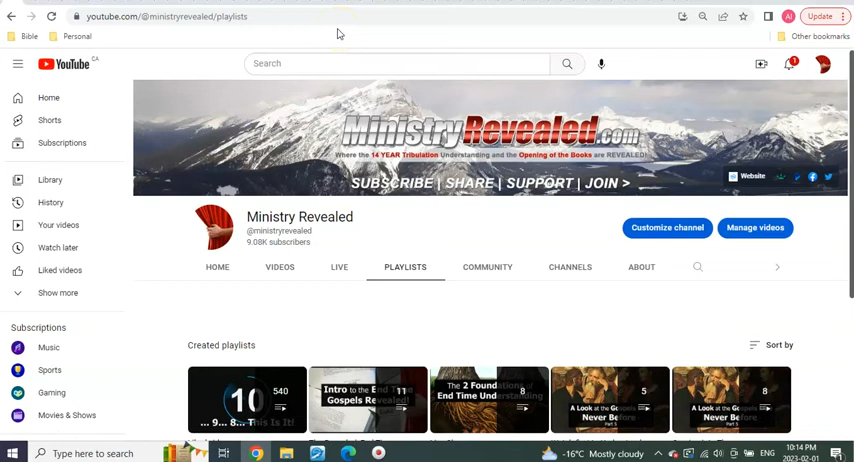 youtube.com/@ministryrevealed/playlists
AI
Update
Bible
Personal
Other bookmarks
YouTube CA
Search
1
Home
Shorts
Subscriptions
Library
History
Your videos
Watch later
Liked videos
Show more
Subscriptions
Music
Sports
Gaming
Movies & Shows
MinistryRevealed.com
Where the 14 YEAR Tribulation Understanding and the Opening of the Books are REVEALED!
SUBSCRIBE | SHARE | SUPPORT | JOIN >
Website
Ministry Revealed
@ministryrevealed
9.08K subscribers
Customize channel
Manage videos
HOME
VIDEOS
LIVE
PLAYLISTS
COMMUNITY
CHANNELS
ABOUT
Created playlists
Sort by
10
540
Intro to the End Time
Gospels Revealed!
11
The 2 Foundations of
End Time Understanding
8
A Look at the Gospels
Never Before
5
A Look at the Gospels
Never Before
8
Type here to search
-16°C Mostly cloudy
ENG
10:14 PM
2023-02-01